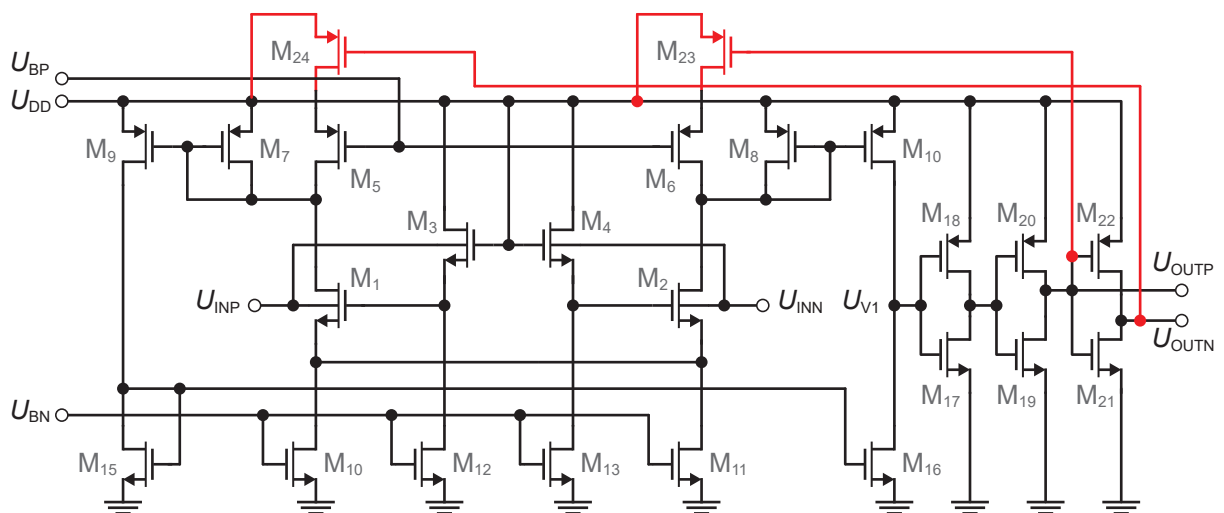 M24 M23
UBP
UDD
M9 M7 M5 M6 M8 M10
M3 M4 M18 M20 M22
M1 M2 UOUTP
UINP UINN UV1
UOUTN
M17 M19 M21
UBN
M15 M10 M12 M13 M11 M16